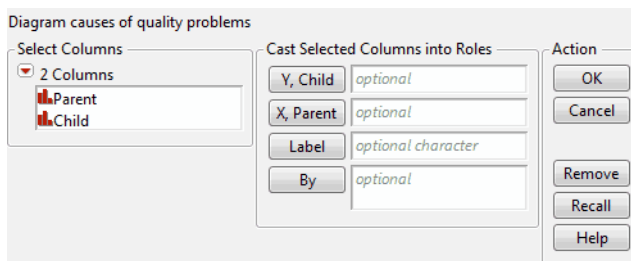 Diagram causes of quality problems
Select Columns
2 Columns
Parent
Child
Cast Selected Columns into Roles
Y, Child optional
X, Parent optional
Label optional character
By optional
Action
OK
Cancel
Remove
Recall
Help